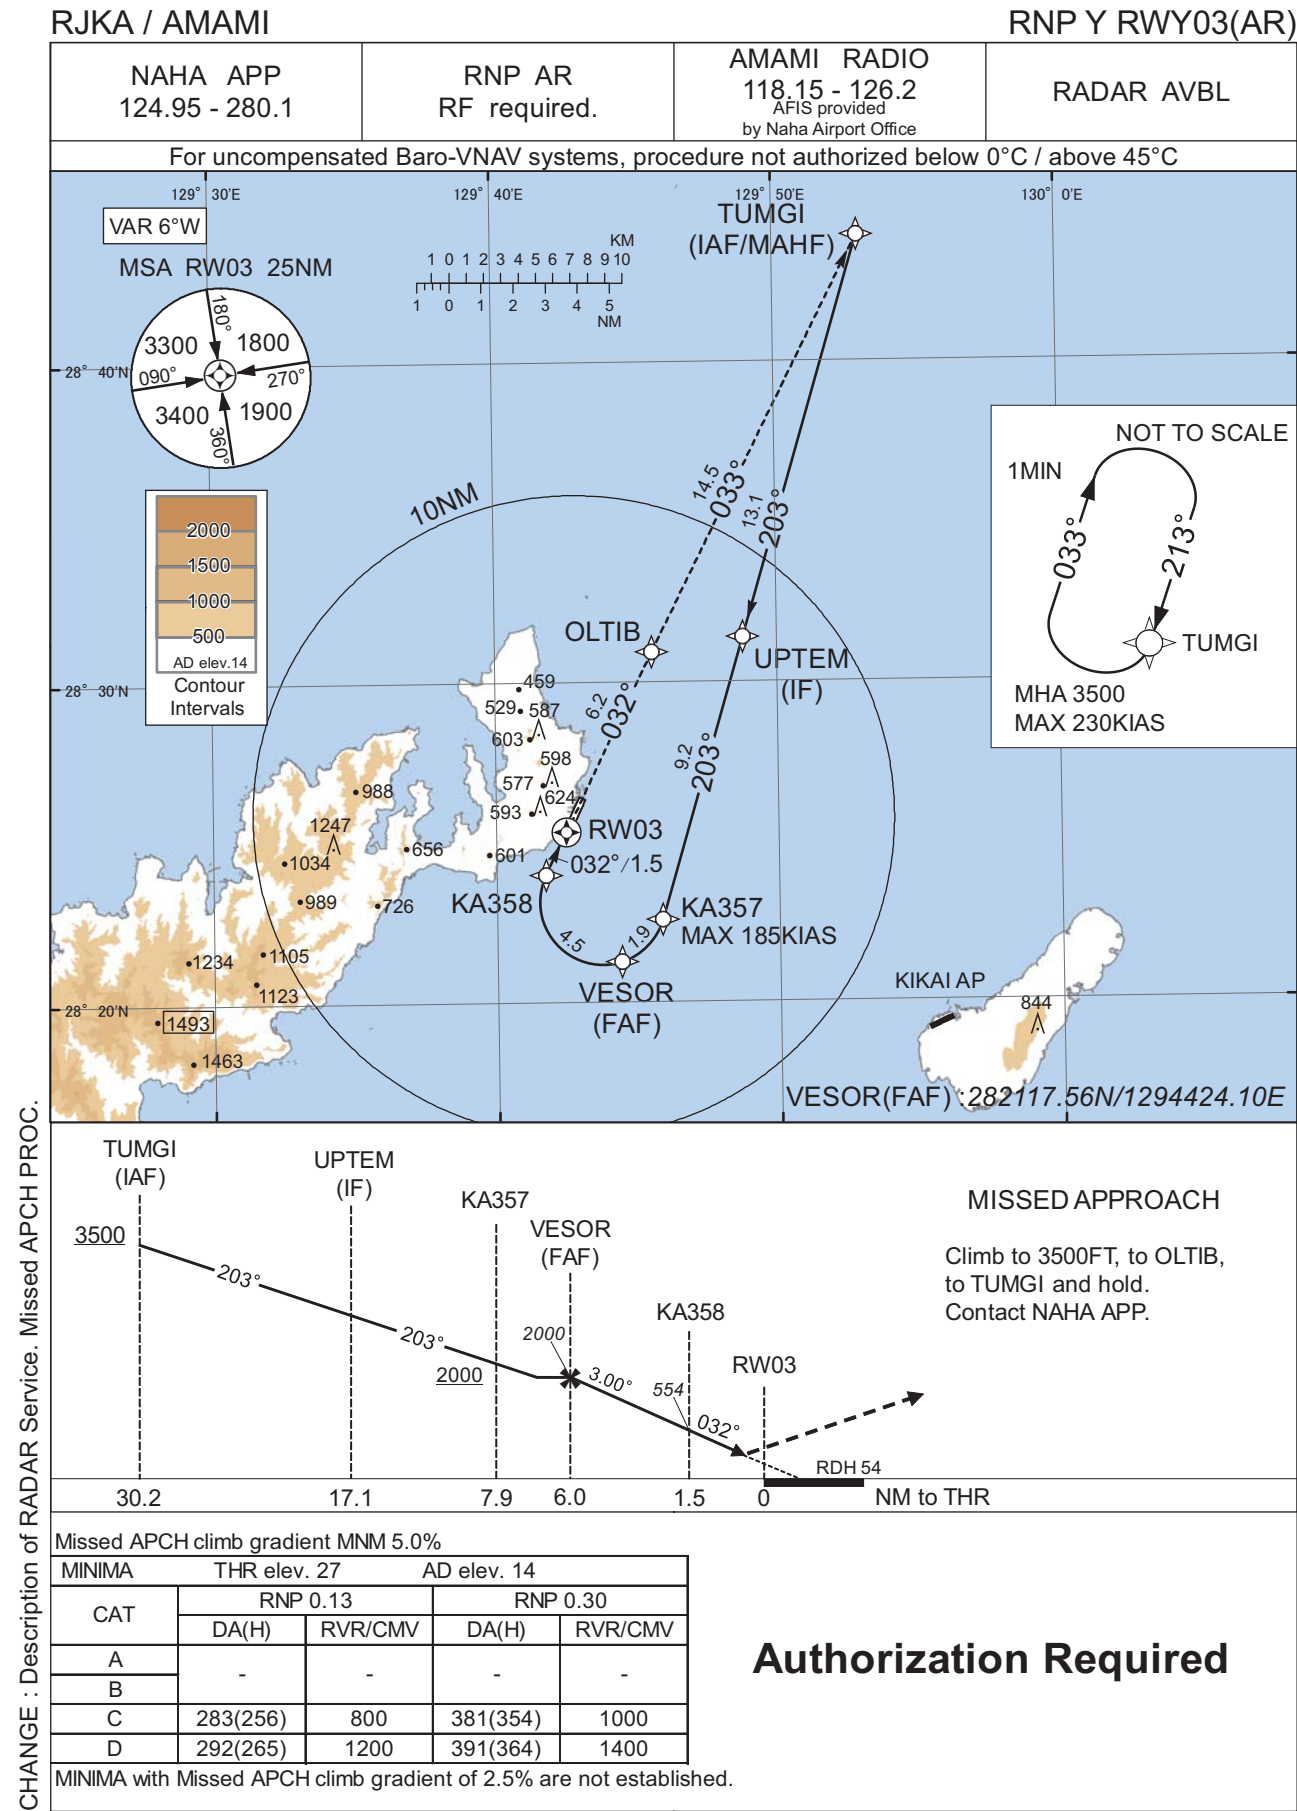 RJKA / AMAMI
RNP Y RWY03(AR)
NAHA APP
124.95 - 280.1
RNP AR
RF required.
AMAMI RADIO
118.15 - 126.2
AFIS provided
by Naha Airport Office
RADAR AVBL
For uncompensated Baro-VNAV systems, procedure not authorized below 0°C / above 45°C
129° 30'E
129° 40'E
129° 50'E
130° 0'E
VAR 6°W
MSA RW03 25NM
180°
3300
1800
090°
270°
3400
1900
360°
KM
1 0 1 2 3 4 5 6 7 8 9 10
1 0 1 2 3 4 5
NM
TUMGI
(IAF/MAHF)
28° 40'N
2000
1500
1000
500
AD elev.14
Contour
Intervals
10NM
14.5
033°
13.1
203°
NOT TO SCALE
1MIN
033°
213°
TUMGI
MHA 3500
MAX 230KIAS
OLTIB
UPTEM
(IF)
28° 30'N
459
529
587
603
598
577
624
593
6.2
032°
9.2
203°
988
1247
1034
656
601
989
726
RW03
032°/1.5
KA358
KA357
MAX 185KIAS
4.5
1.9
VESOR
(FAF)
1234
1105
1123
28° 20'N
1493
1463
KIKAI AP
844
VESOR(FAF) :282117.56N/1294424.10E
TUMGI
(IAF)
UPTEM
(IF)
KA357
VESOR
(FAF)
KA358
RW03
3500
203°
203°
2000
2000
3.00°
554
032°
RDH 54
30.2
17.1
7.9
6.0
1.5
0
NM to THR
MISSED APPROACH
Climb to 3500FT, to OLTIB,
to TUMGI and hold.
Contact NAHA APP.
Missed APCH climb gradient MNM 5.0%
MINIMA THR elev. 27 AD elev. 14
CAT RNP 0.13 RNP 0.30
DA(H) RVR/CMV DA(H) RVR/CMV
A
B
- - - -
C 283(256) 800 381(354) 1000
D 292(265) 1200 391(364) 1400
MINIMA with Missed APCH climb gradient of 2.5% are not established.
Authorization Required
CHANGE : Description of RADAR Service. Missed APCH PROC.